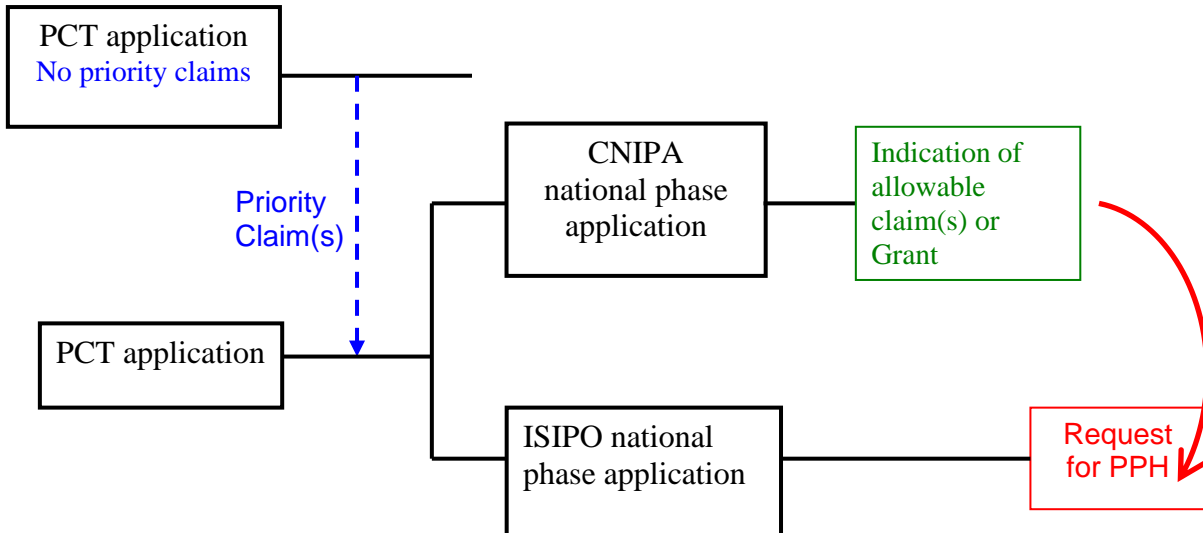 PCT application
No priority claims
CNIPA
national phase
application
Indication of
allowable
claim(s) or
Grant
Priority
Claim(s)
PCT application
ISIPO national
phase application
Request
for PPH